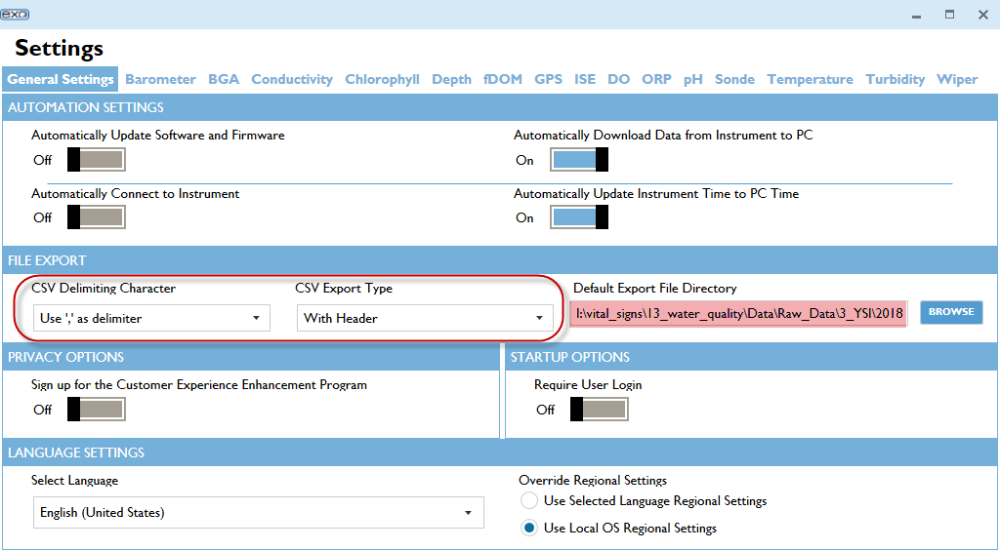 exo
Settings
General Settings Barometer BGA Conductivity Chlorophyll Depth fDOM GPS ISE DO ORP pH Sonde Temperature Turbidity Wiper
AUTOMATION SETTINGS
Automatically Update Software and Firmware
Off
Automatically Download Data from Instrument to PC
On
Automatically Connect to Instrument
Off
Automatically Update Instrument Time to PC Time
On
FILE EXPORT
CSV Delimiting Character
Use ',' as delimiter
CSV Export Type
With Header
Default Export File Directory
I:\vital_signs\13_water_quality\Data\Raw_Data\3_YSI\2018
BROWSE
PRIVACY OPTIONS
Sign up for the Customer Experience Enhancement Program
Off
STARTUP OPTIONS
Require User Login
Off
LANGUAGE SETTINGS
Select Language
English (United States)
Override Regional Settings
Use Selected Language Regional Settings
Use Local OS Regional Settings